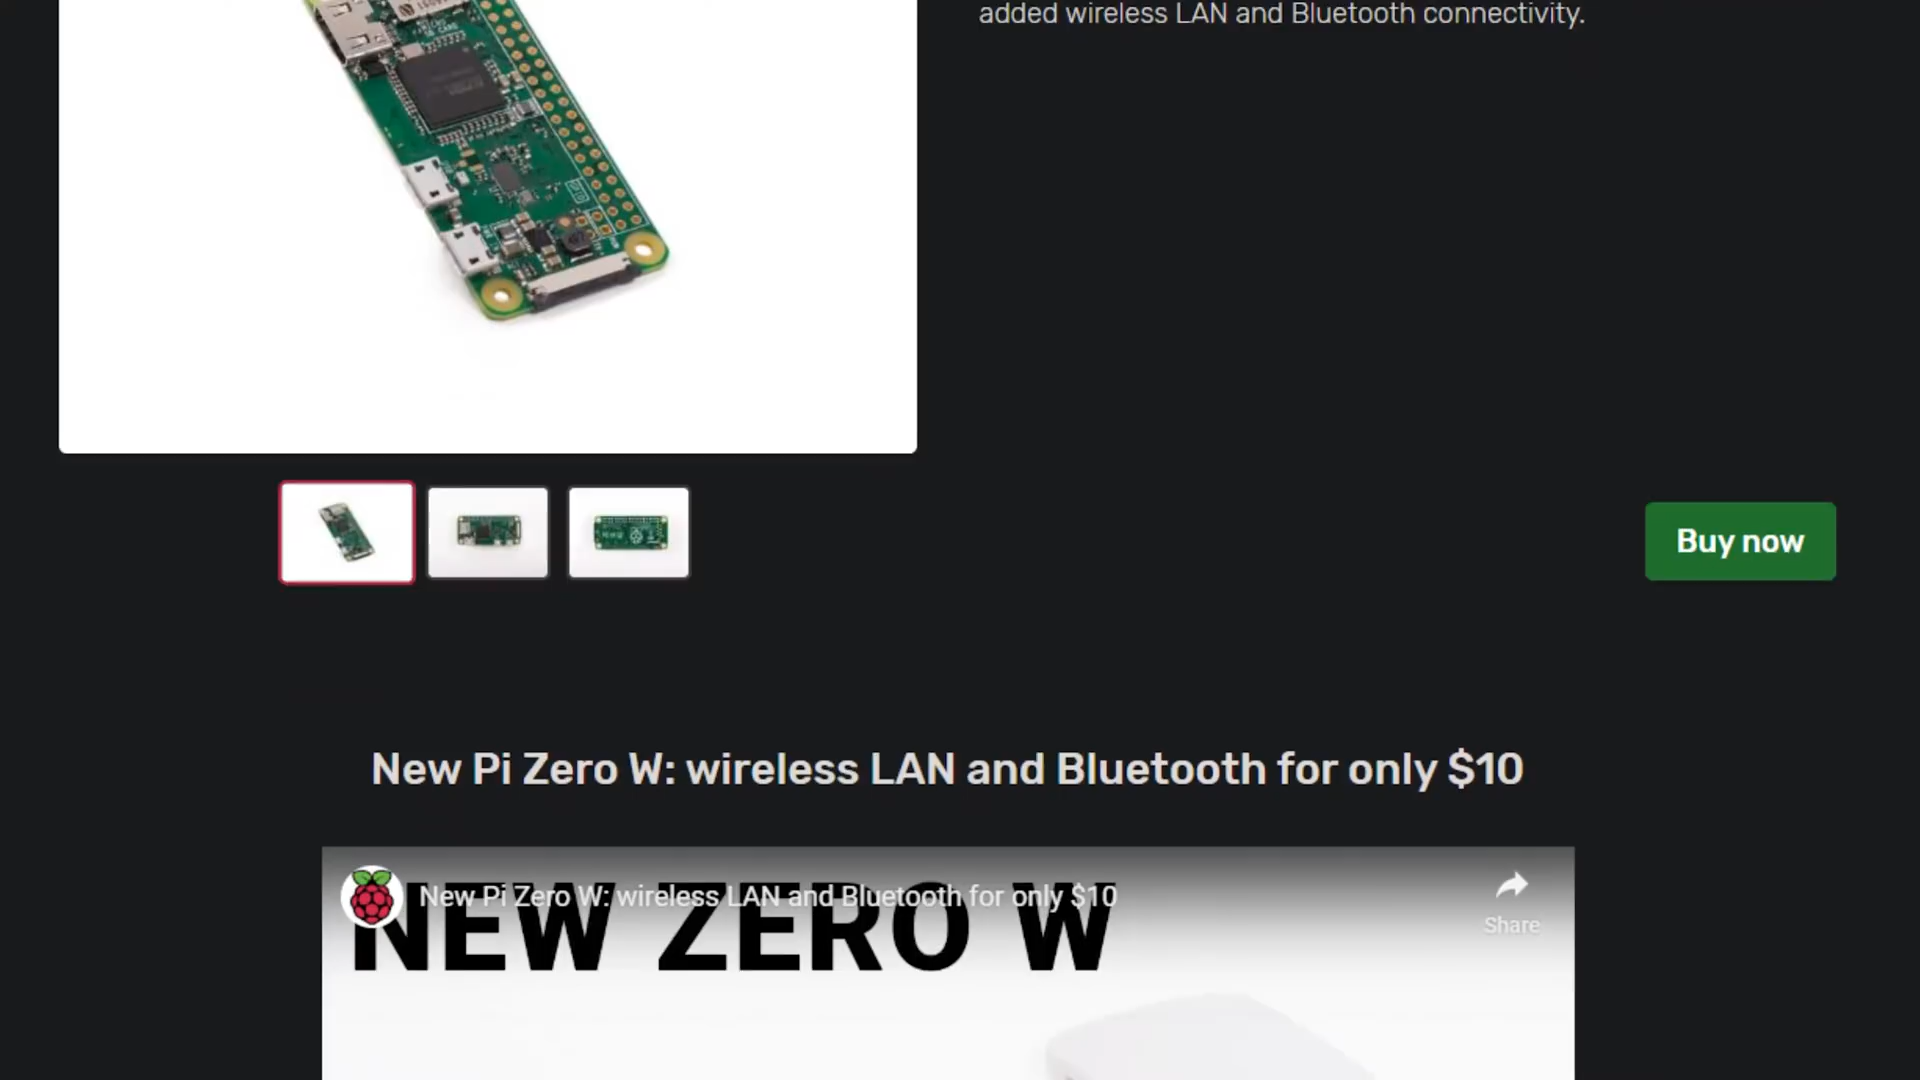 added wireless LAN and Bluetooth connectivity.
Buy now
New Pi Zero W: wireless LAN and Bluetooth for only $10
New Pi Zero W: wireless LAN and Bluetooth for only $10
Share
NEW ZERO W